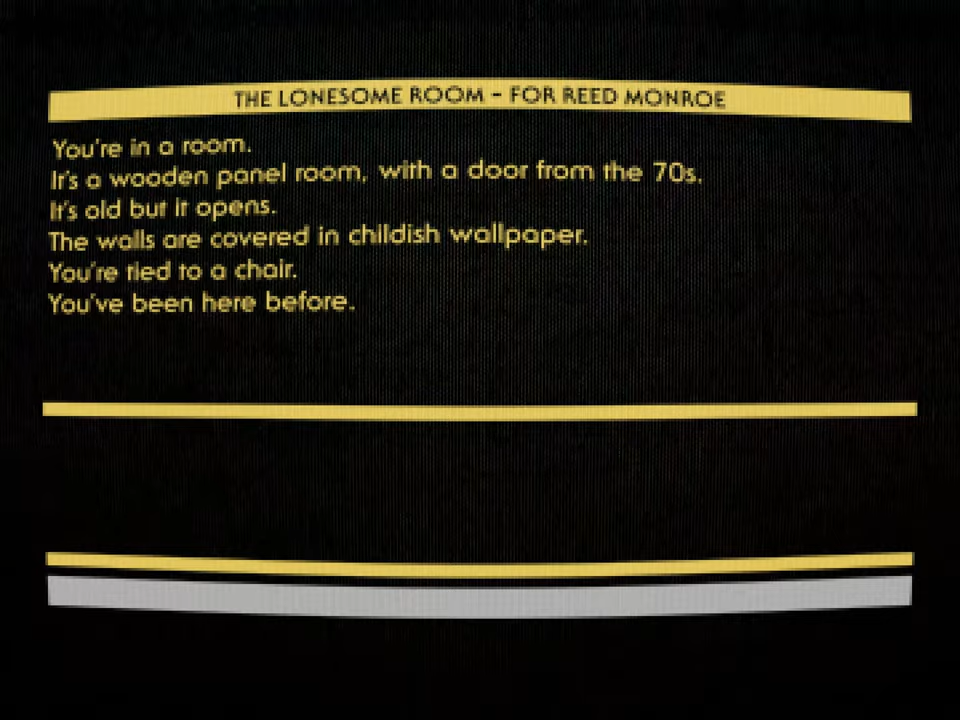 THE LONESOME ROOM - FOR REED MONROE
You're in a room.
It's a wooden panel room, with a door from the 70s.
It's old but it opens.
The walls are covered in childish wallpaper.
You're tied to a chair.
You've been here before.